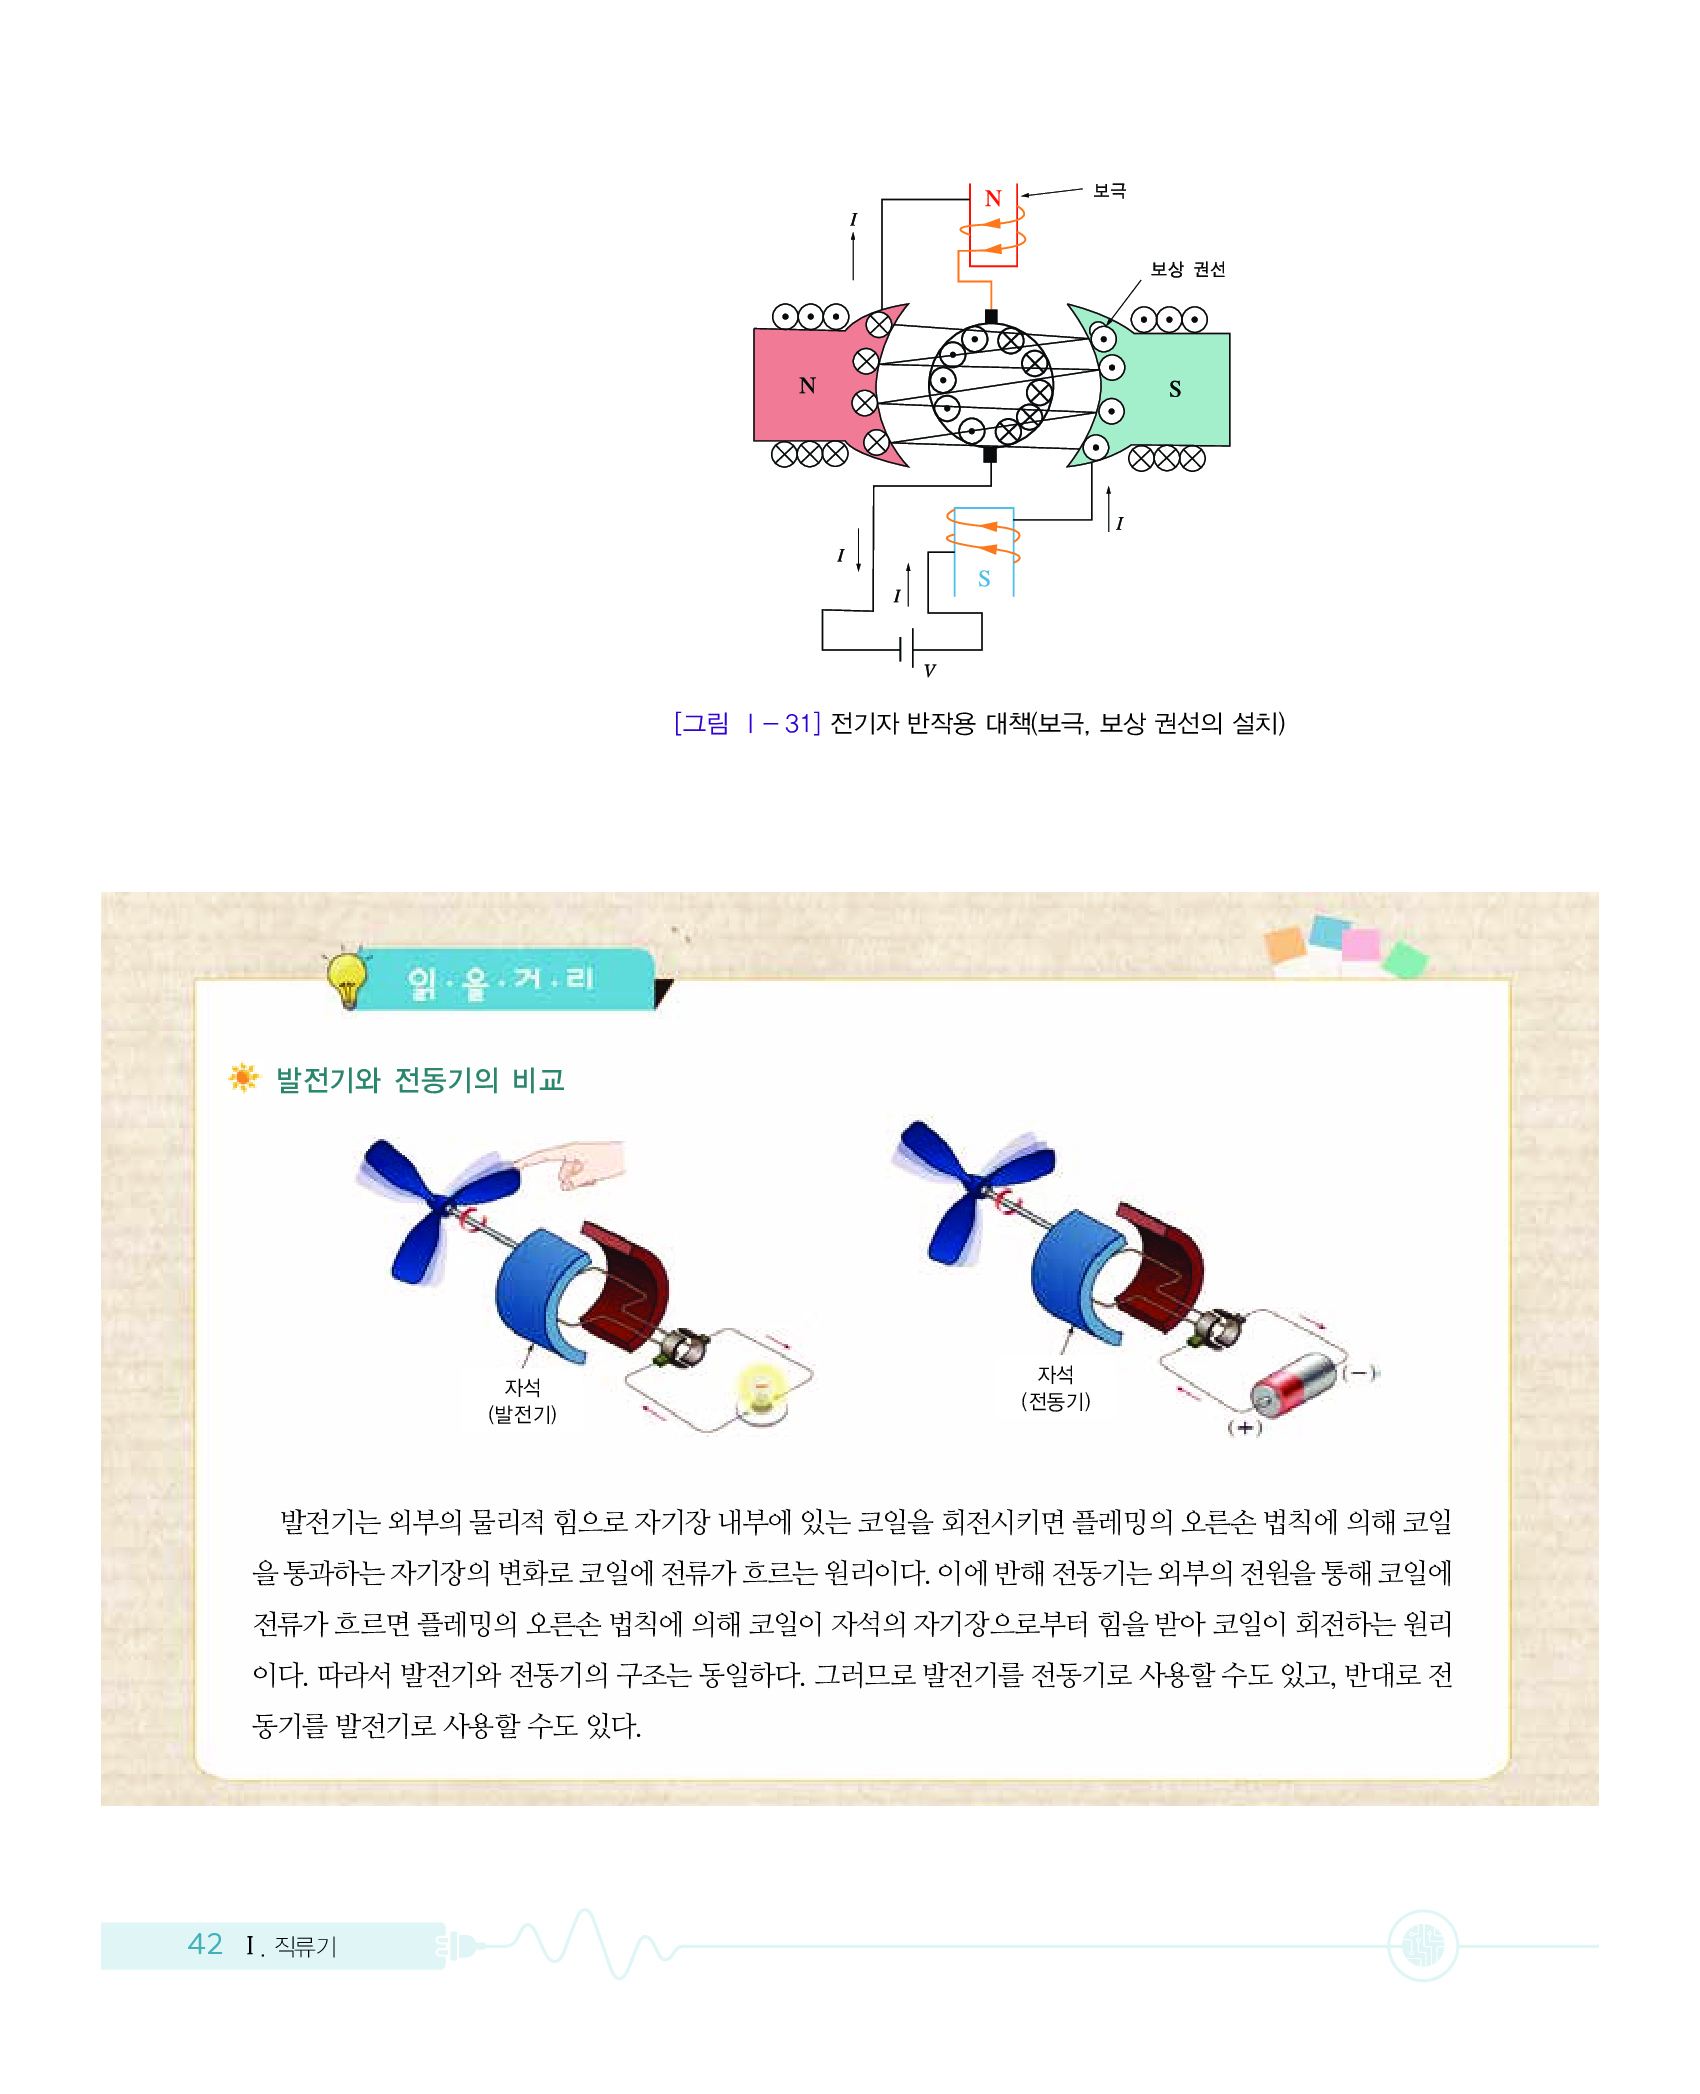 N
보극
I
보상 권선
N
S
I
I
I
S
V
[그림 Ⅰ-31] 전기자 반작용 대책(보극, 보상 권선의 설치)
읽·을·거·리
발전기와 전동기의 비교
자석
(발전기)
자석
(전동기)
(−)
(+)
발전기는 외부의 물리적 힘으로 자기장 내부에 있는 코일을 회전시키면 플레밍의 오른손 법칙에 의해 코일
을 통과하는 자기장의 변화로 코일에 전류가 흐르는 원리이다. 이에 반해 전동기는 외부의 전원을 통해 코일에
전류가 흐르면 플레밍의 오른손 법칙에 의해 코일이 자석의 자기장으로부터 힘을 받아 코일이 회전하는 원리
이다. 따라서 발전기와 전동기의 구조는 동일하다. 그러므로 발전기를 전동기로 사용할 수도 있고, 반대로 전
동기를 발전기로 사용할 수도 있다.
42 Ⅰ. 직류기